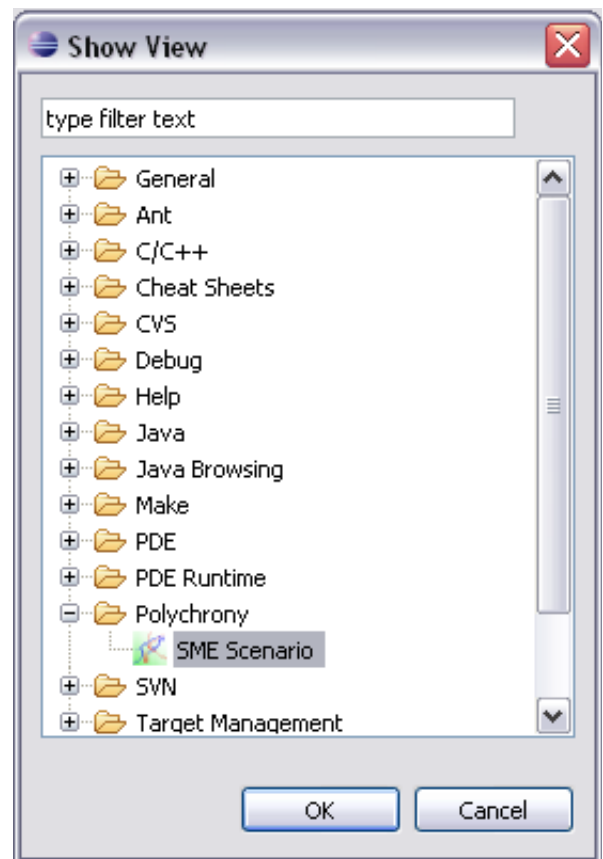 Show View
type filter text
General
Ant
C/C++
Cheat Sheets
CVS
Debug
Help
Java
Java Browsing
Make
PDE
PDE Runtime
Polychrony
SME Scenario
SVN
Target Management
OK Cancel